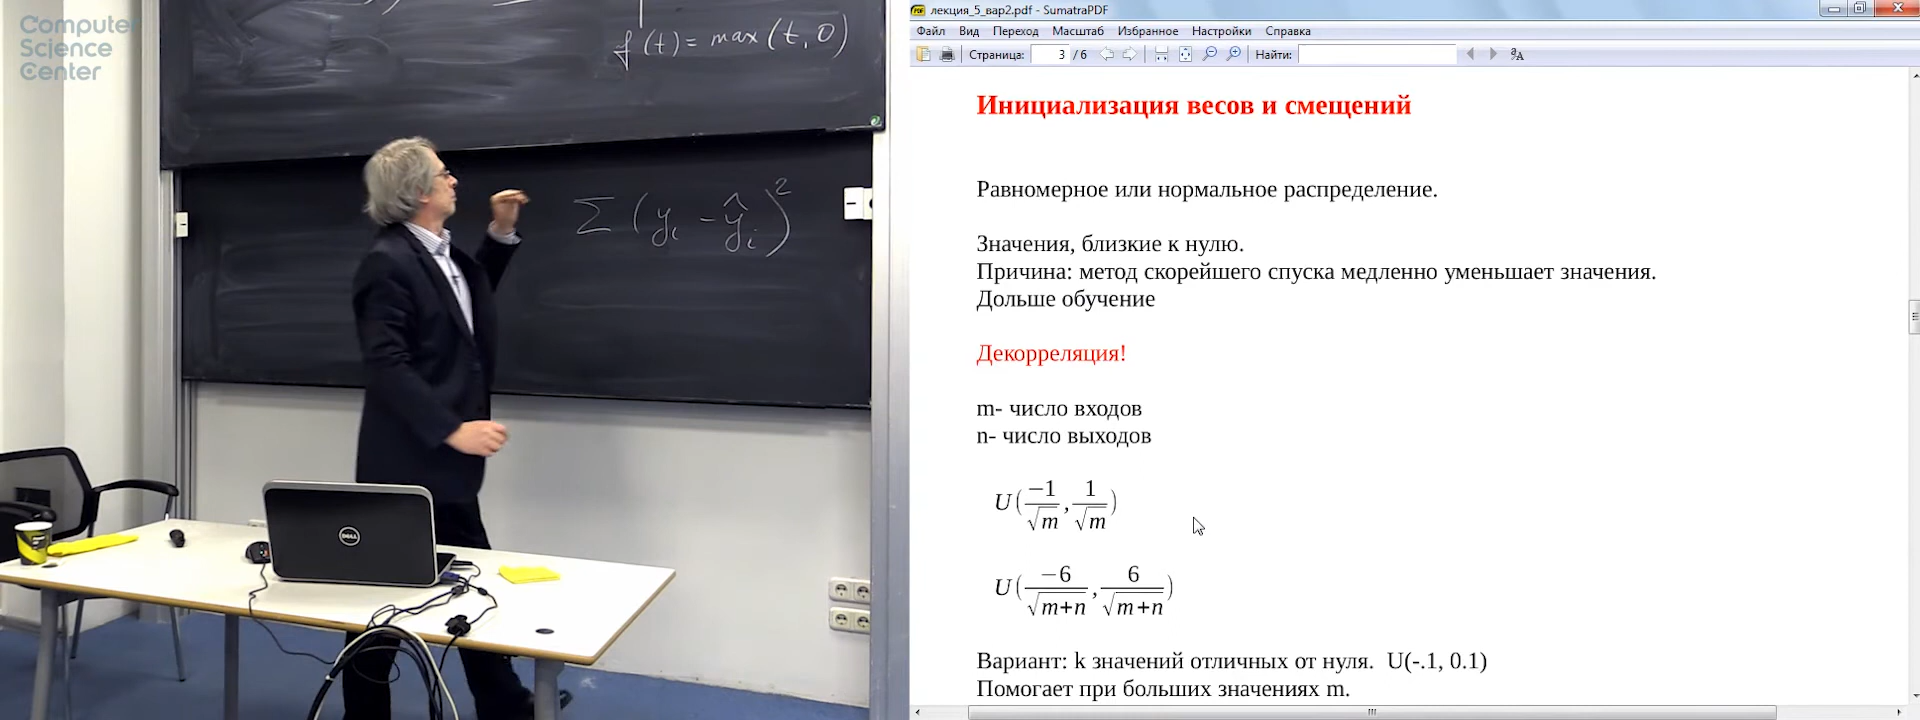 Computer
Science
Center
f(t) = max(t, 0)
Σ (yᵢ - ŷᵢ)²
DELL
лекция_5_вар2.pdf - SumatraPDF
Файл Вид Переход Масштаб Избранное Настройки Справка
Страница: 3 / 6 Найти:
Инициализация весов и смещений
Равномерное или нормальное распределение.
Значения, близкие к нулю.
Причина: метод скорейшего спуска медленно уменьшает значения.
Дольше обучение
Декорреляция!
m- число входов
n- число выходов
U(-1/√m, 1/√m)
U(-6/√(m+n), 6/√(m+n))
Вариант: k значений отличных от нуля. U(-.1, 0.1)
Помогает при больших значениях m.